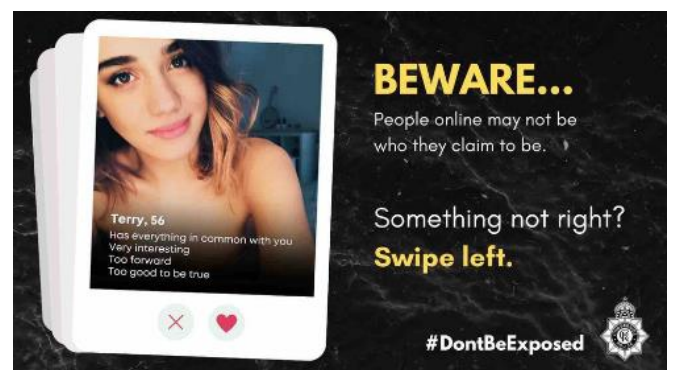 Terry, 56
Has everything in common with you
Very interesting
Too forward
Too good to be true
BEWARE...
People online may not be
who they claim to be.
Something not right?
Swipe left.
#DontBeExposed